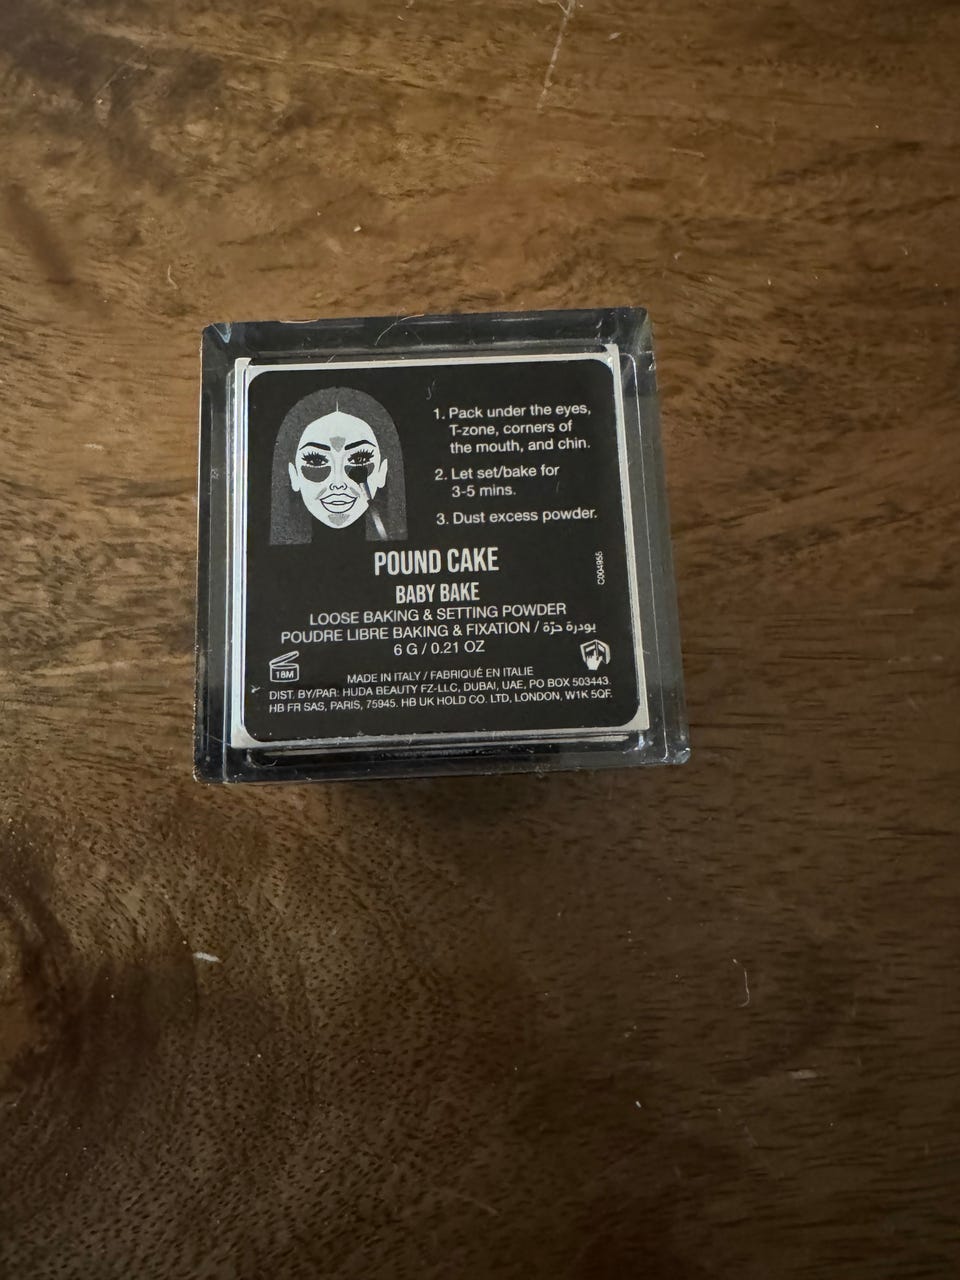 1. Pack under the eyes,
T-zone, corners of
the mouth, and chin.
2. Let set/bake for
3-5 mins.
3. Dust excess powder.
POUND CAKE
BABY BAKE
LOOSE BAKING & SETTING POWDER
POUDRE LIBRE BAKING & FIXATION / بودرة حرّة
6 G / 0.21 OZ
C004955
18M
MADE IN ITALY / FABRIQUÉ EN ITALIE
DIST. BY/PAR: HUDA BEAUTY FZ-LLC, DUBAI, UAE, PO BOX 503443.
HB FR SAS, PARIS, 75945. HB UK HOLD CO. LTD, LONDON, W1K 5QF.